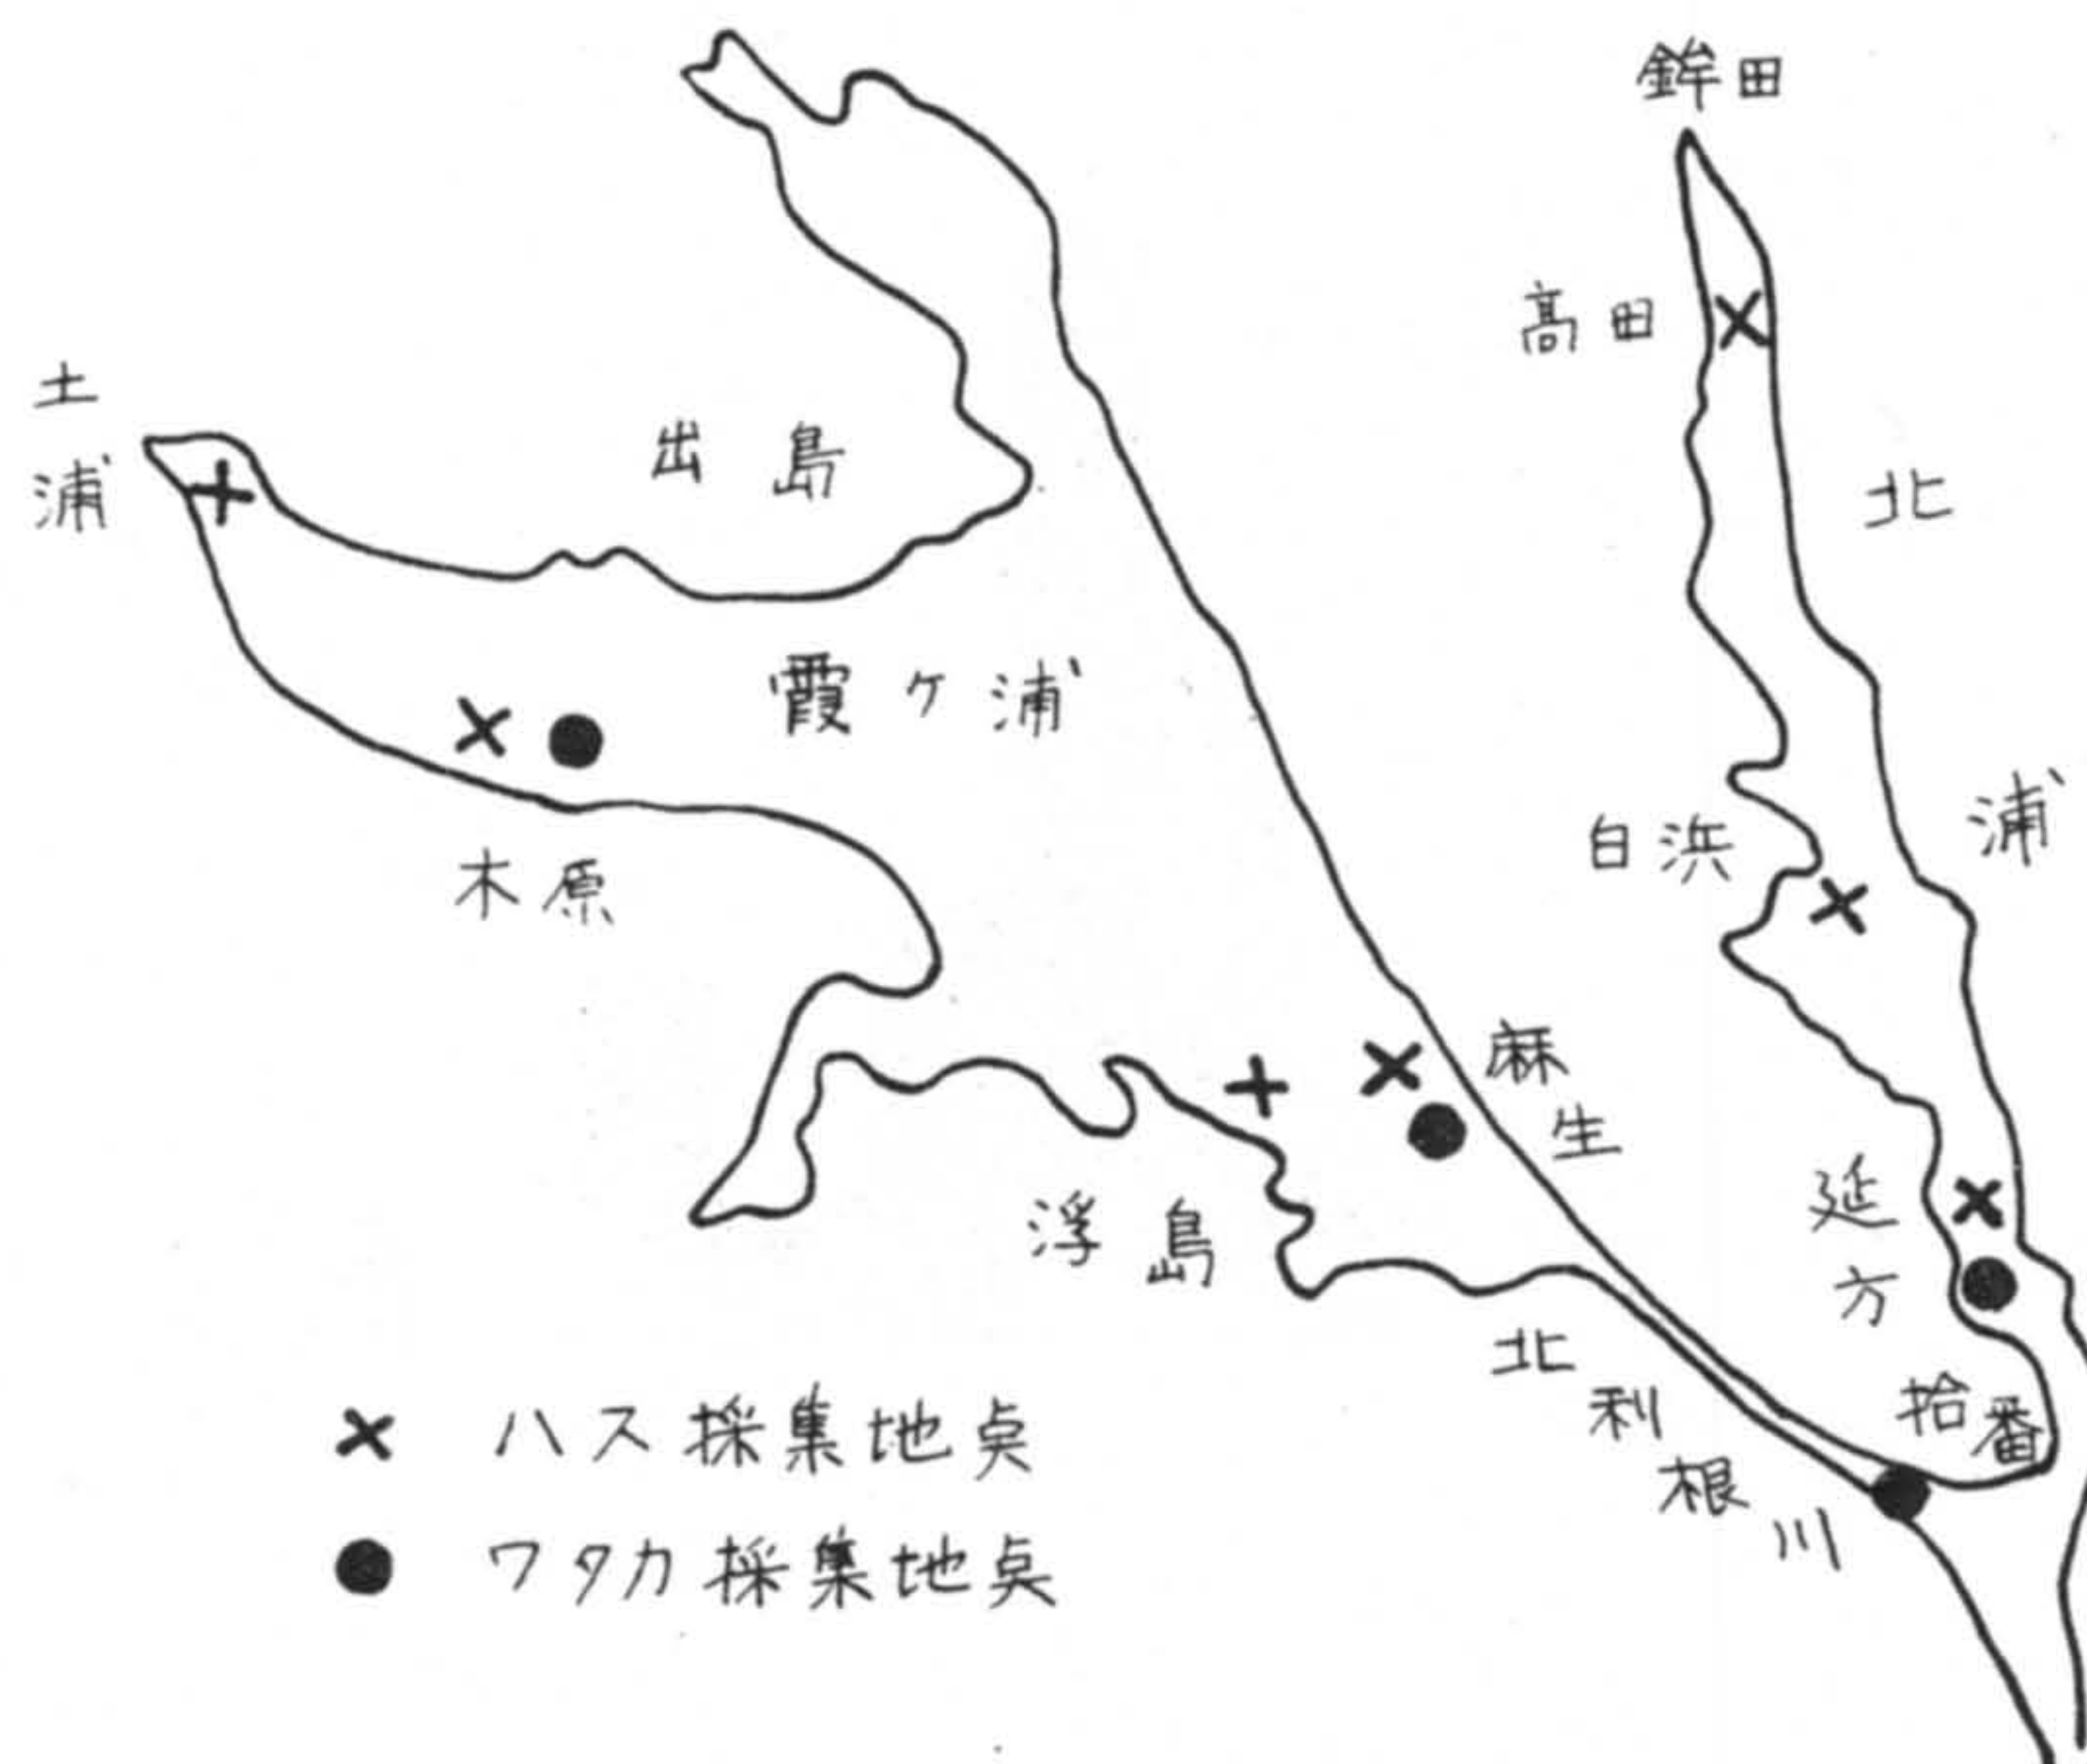 鉾田
高田
土浦
出島
北浦
霞ヶ浦
白浜
木原
麻生
延方
浮島
北利根川
拾番
× ハス採集地点
● ワタカ採集地点